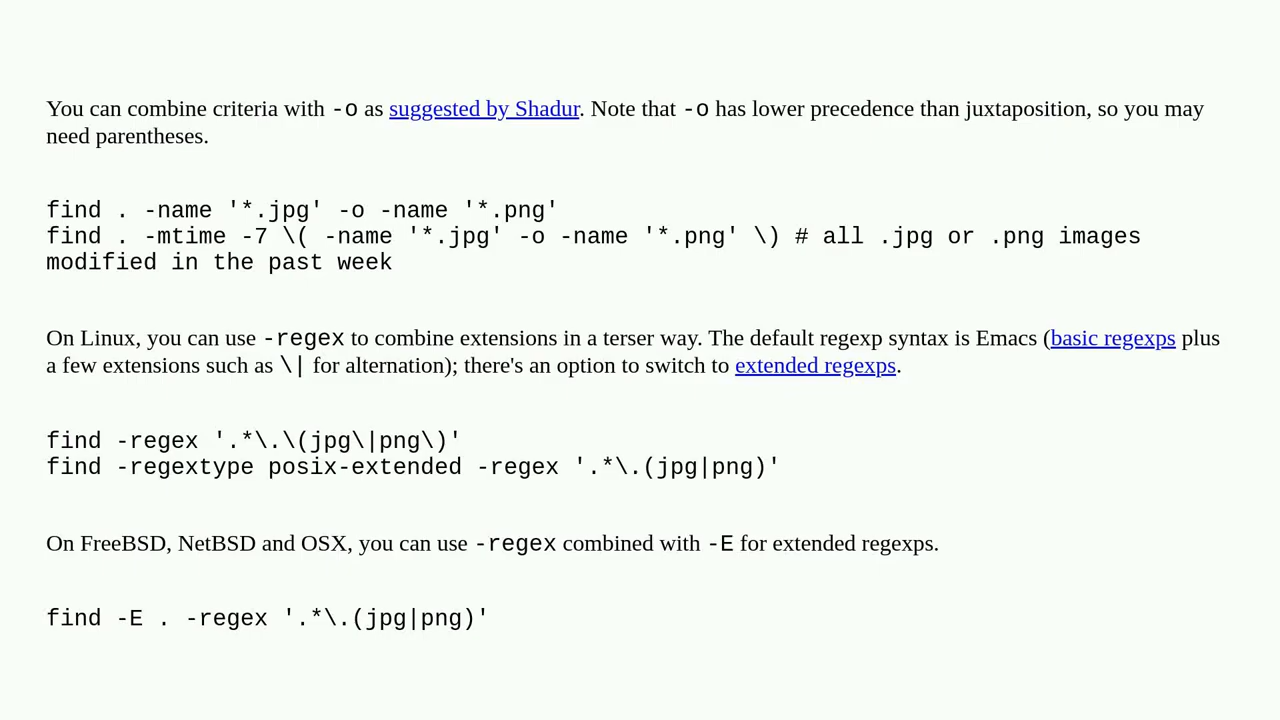 You can combine criteria with -o as suggested by Shadur. Note that -o has lower precedence than juxtaposition, so you may
need parentheses.
find . -name '*.jpg' -o -name '*.png'
find . -mtime -7 \( -name '*.jpg' -o -name '*.png' \) # all .jpg or .png images
modified in the past week
On Linux, you can use -regex to combine extensions in a terser way. The default regexp syntax is Emacs (basic regexps plus
a few extensions such as \| for alternation); there's an option to switch to extended regexps.
find -regex '.*\.\(jpg\|png\)'
find -regextype posix-extended -regex '.*\.(jpg|png)'
On FreeBSD, NetBSD and OSX, you can use -regex combined with -E for extended regexps.
find -E . -regex '.*\.(jpg|png)'